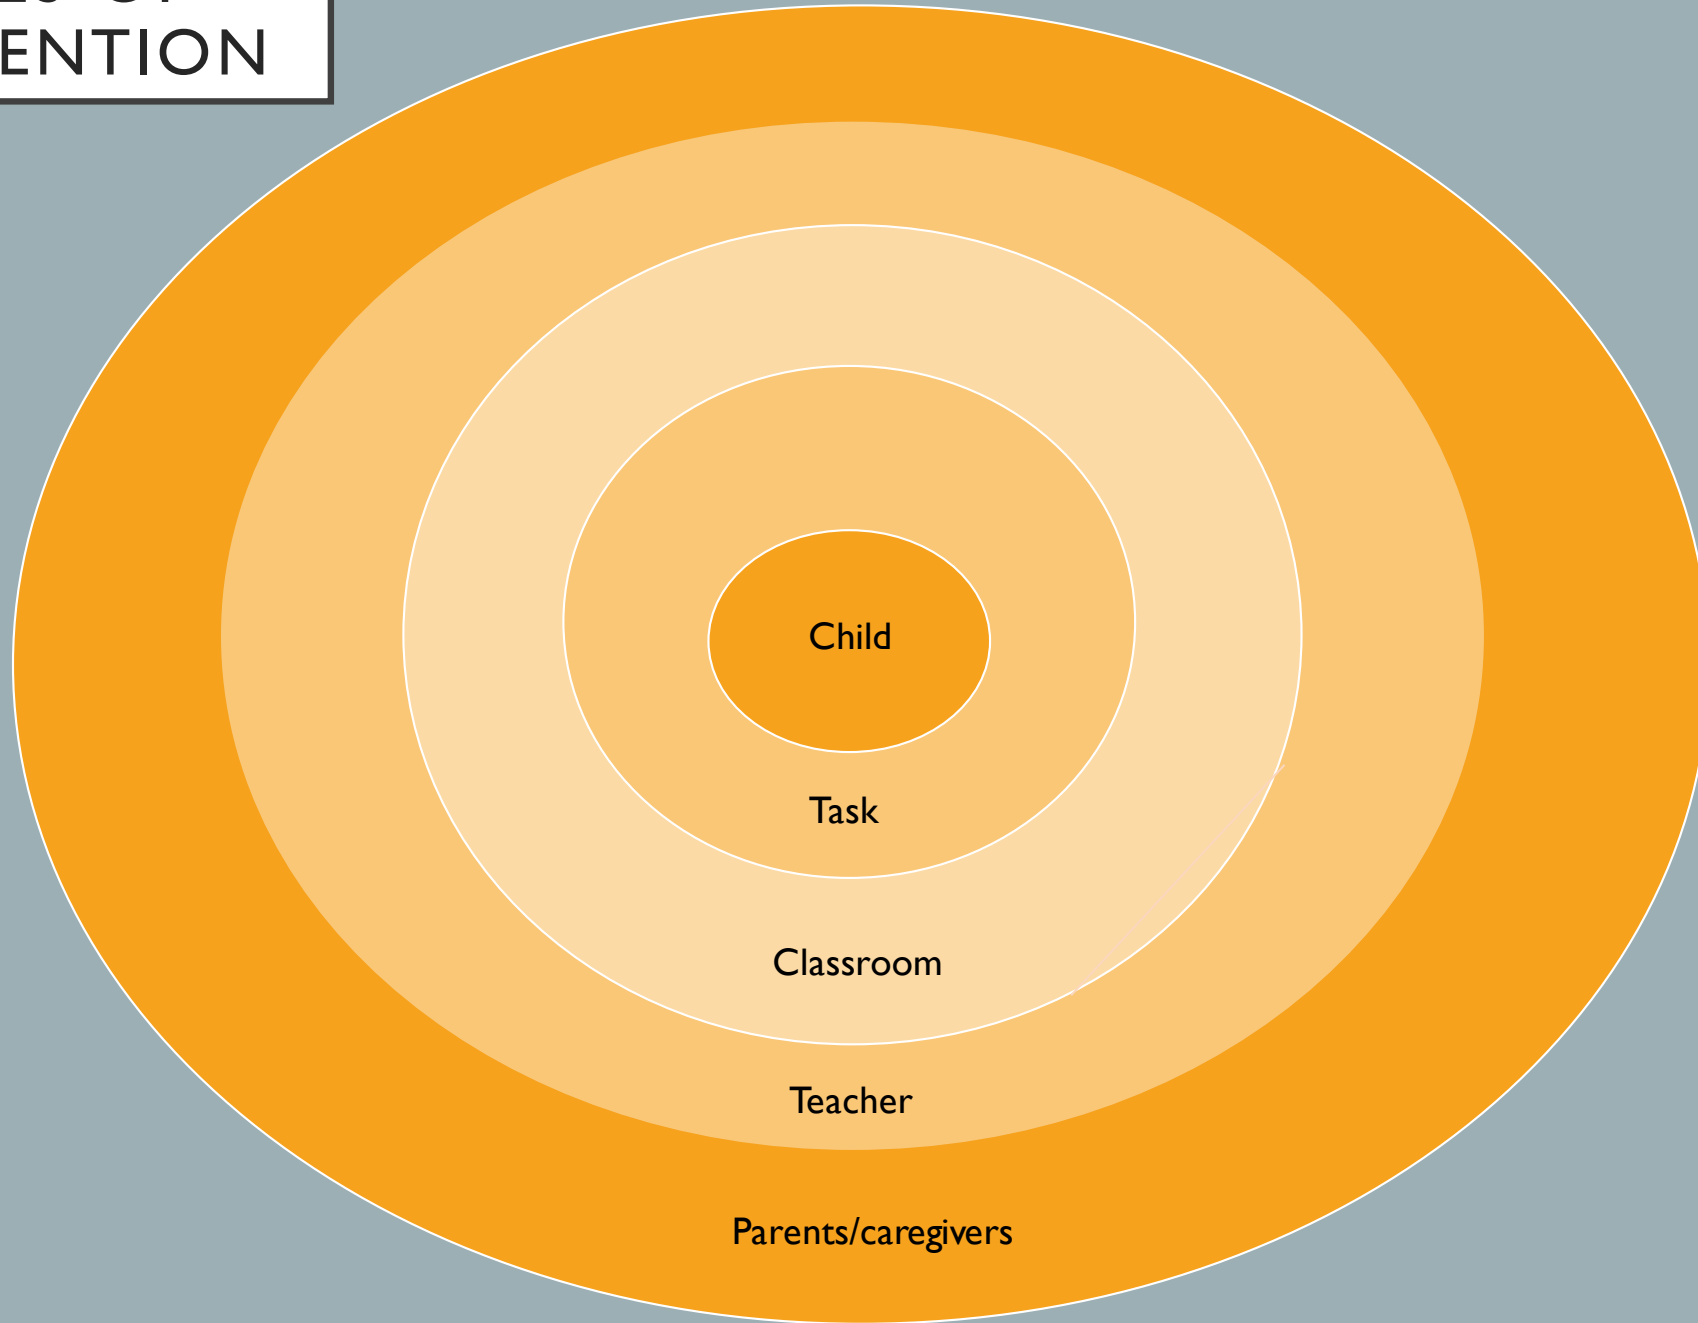 ENTION
Child
Task
Classroom
Teacher
Parents/caregivers